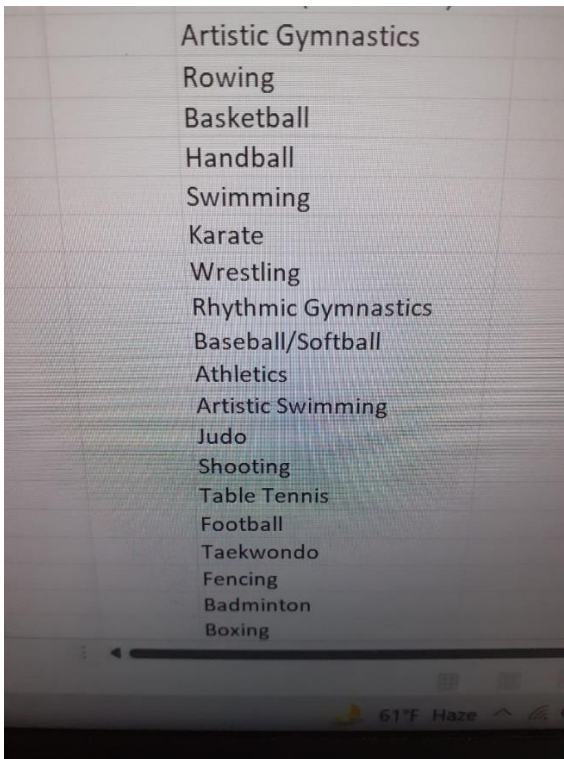 Artistic Gymnastics
Rowing
Basketball
Handball
Swimming
Karate
Wrestling
Rhythmic Gymnastics
Baseball/Softball
Athletics
Artistic Swimming
Judo
Shooting
Table Tennis
Football
Taekwondo
Fencing
Badminton
Boxing
61°F Haze